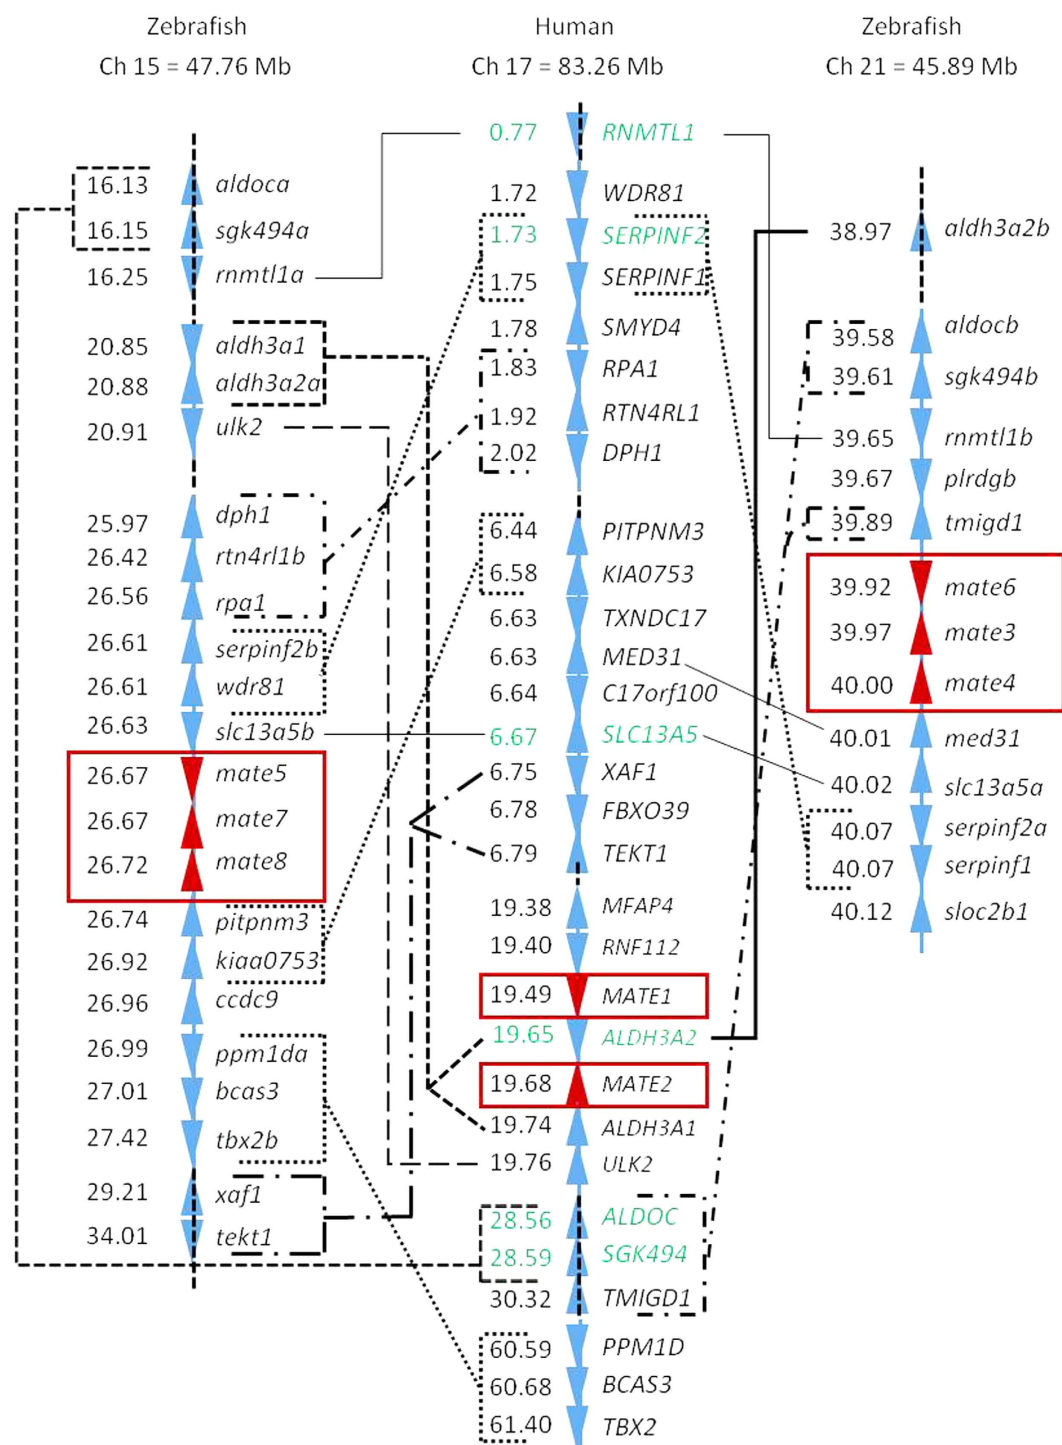 Zebrafish
Ch 15 = 47.76 Mb
16.13 aldoca
16.15 sgk494a
16.25 rnmtl1a
20.85 aldh3a1
20.88 aldh3a2a
20.91 ulk2
25.97 dph1
26.42 rtn4rl1b
26.56 rpa1
26.61 serpinf2b
26.61 wdr81
26.63 slc13a5b
26.67 mate5
26.67 mate7
26.72 mate8
26.74 pitpnm3
26.92 kiaa0753
26.96 ccdc9
26.99 ppm1da
27.01 bcas3
27.42 tbx2b
29.21 xaf1
34.01 tekt1
Human
Ch 17 = 83.26 Mb
0.77 RNMTL1
1.72 WDR81
1.73 SERPINF2
1.75 SERPINF1
1.78 SMYD4
1.83 RPA1
1.92 RTN4RL1
2.02 DPH1
6.44 PITPNM3
6.58 KIA0753
6.63 TXNDC17
6.63 MED31
6.64 C17orf100
6.67 SLC13A5
6.75 XAF1
6.78 FBXO39
6.79 TEKT1
19.38 MFAP4
19.40 RNF112
19.49 MATE1
19.65 ALDH3A2
19.68 MATE2
19.74 ALDH3A1
19.76 ULK2
28.56 ALDOC
28.59 SGK494
30.32 TMIGD1
60.59 PPM1D
60.68 BCAS3
61.40 TBX2
Zebrafish
Ch 21 = 45.89 Mb
38.97 aldh3a2b
39.58 aldocb
39.61 sgk494b
39.65 rnmtl1b
39.67 plrdgb
39.89 tmigd1
39.92 mate6
39.97 mate3
40.00 mate4
40.01 med31
40.02 slc13a5a
40.07 serpinf2a
40.07 serpinf1
40.12 sloc2b1